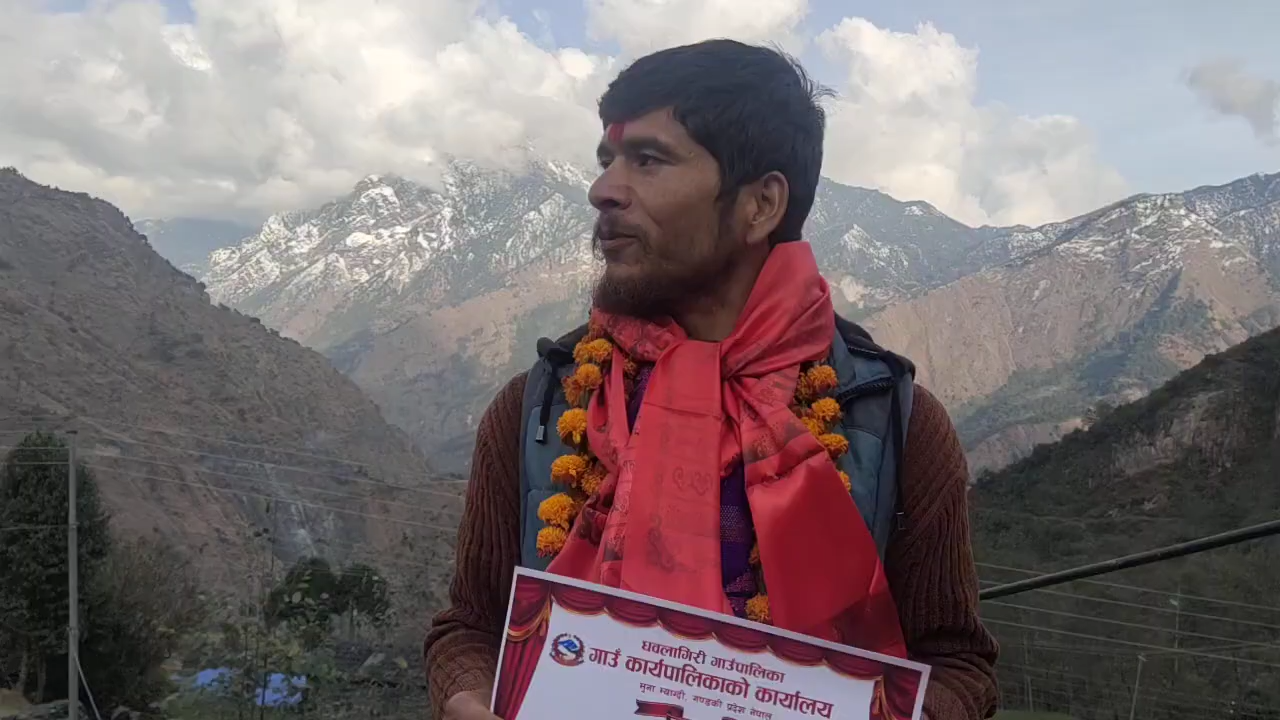 धवलागिरी गाउँपालिका
गाउँ कार्यपालिकाको कार्यालय
मुना म्याग्दी, गण्डकी प्रदेश नेपाल